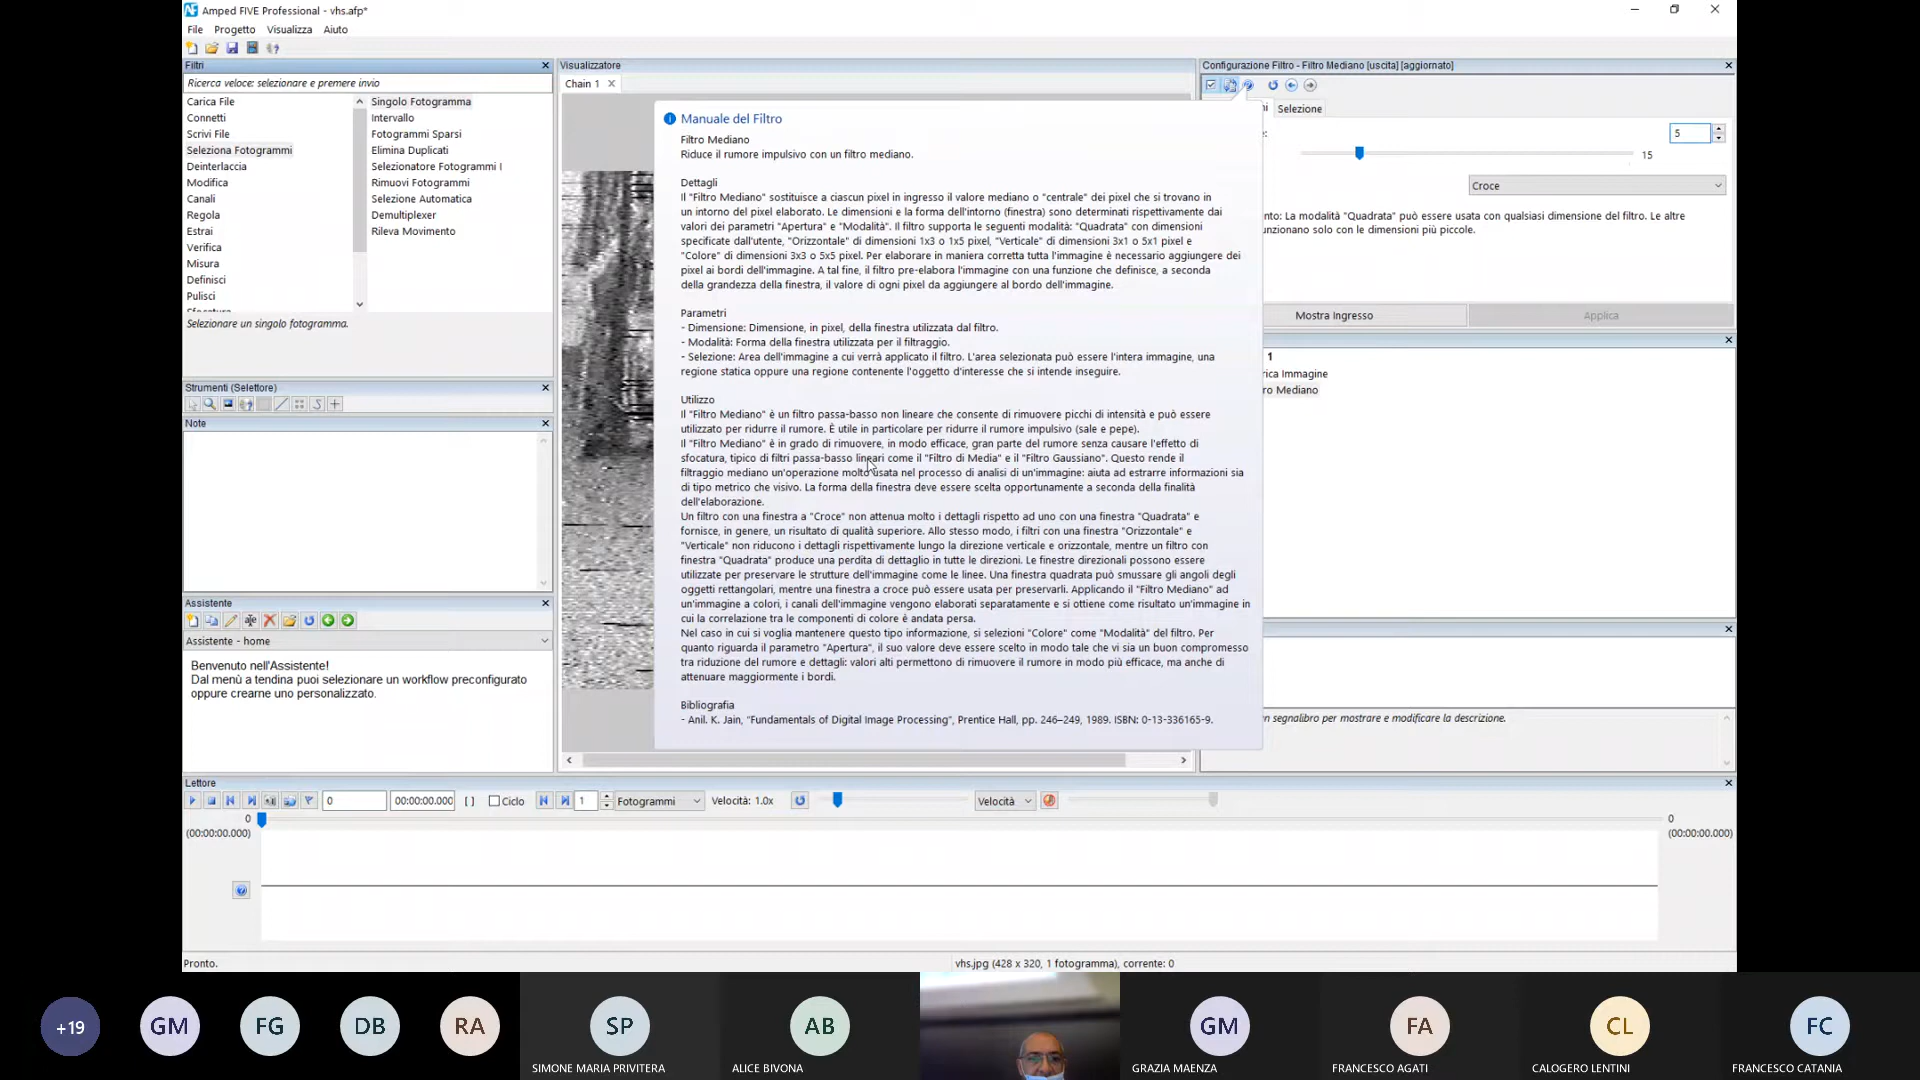 Amped FIVE Professional - vhs.afp*
File Progetto Visualizza Aiuto
Filtri
Ricerca veloce: selezionare e premere invio
Carica File
Connetti
Scrivi File
Seleziona Fotogrammi
Deinterlaccia
Modifica
Canali
Regola
Estrai
Verifica
Misura
Definisci
Pulisci
Singolo Fotogramma
Intervallo
Fotogrammi Sparsi
Elimina Duplicati
Selezionatore Fotogrammi I
Rimuovi Fotogrammi
Selezione Automatica
Demultiplexer
Rileva Movimento
Selezionare un singolo fotogramma.
Strumenti (Selettore)
Note
Assistente
Assistente - home
Benvenuto nell'Assistente!
Dal menù a tendina puoi selezionare un workflow preconfigurato
oppure crearne uno personalizzato.
Visualizzatore
Chain 1
Manuale del Filtro
Filtro Mediano
Riduce il rumore impulsivo con un filtro mediano.
Dettagli
Il "Filtro Mediano" sostituisce a ciascun pixel in ingresso il valore mediano o "centrale" dei pixel che si trovano in
un intorno del pixel elaborato. Le dimensioni e la forma dell'intorno (finestra) sono determinati rispettivamente dai
valori dei parametri "Apertura" e "Modalità". Il filtro supporta le seguenti modalità: "Quadrata" con dimensioni
specificate dall'utente, "Orizzontale" di dimensioni 1x3 o 1x5 pixel, "Verticale" di dimensioni 3x1 o 5x1 pixel e
"Colore" di dimensioni 3x3 o 5x5 pixel. Per elaborare in maniera corretta tutta l'immagine è necessario aggiungere dei
pixel ai bordi dell'immagine. A tal fine, il filtro pre-elabora l'immagine con una funzione che definisce, a seconda
della grandezza della finestra, il valore di ogni pixel da aggiungere al bordo dell'immagine.
Parametri
- Dimensione: Dimensione, in pixel, della finestra utilizzata dal filtro.
- Modalità: Forma della finestra utilizzata per il filtraggio.
- Selezione: Area dell'immagine a cui verrà applicato il filtro. L'area selezionata può essere l'intera immagine, una
regione statica oppure una regione contenente l'oggetto d'interesse che si intende inseguire.
Utilizzo
Il "Filtro Mediano" è un filtro passa-basso non lineare che consente di rimuovere picchi di intensità e può essere
utilizzato per ridurre il rumore. È utile in particolare per ridurre il rumore impulsivo (sale e pepe).
Il "Filtro Mediano" è in grado di rimuovere, in modo efficace, gran parte del rumore senza causare l'effetto di
sfocatura, tipico di filtri passa-basso lineari come il "Filtro di Media" e il "Filtro Gaussiano". Questo rende il
filtraggio mediano un'operazione molto usata nel processo di analisi di un'immagine: aiuta ad estrarre informazioni sia
di tipo metrico che visivo. La forma della finestra deve essere scelta opportunamente a seconda della finalità
dell'elaborazione.
Un filtro con una finestra a "Croce" non attenua molto i dettagli rispetto ad uno con una finestra "Quadrata" e
fornisce, in genere, un risultato di qualità superiore. Allo stesso modo, i filtri con una finestra "Orizzontale" e
"Verticale" non riducono i dettagli rispettivamente lungo la direzione verticale e orizzontale, mentre un filtro con
finestra "Quadrata" produce una perdita di dettaglio in tutte le direzioni. Le finestre direzionali possono essere
utilizzate per preservare le strutture dell'immagine come le linee. Una finestra quadrata può smussare gli angoli degli
oggetti rettangolari, mentre una finestra a croce può essere usata per preservarli. Applicando il "Filtro Mediano" ad
un'immagine a colori, i canali dell'immagine vengono elaborati separatamente e si ottiene come risultato un'immagine in
cui la correlazione tra le componenti di colore è andata persa.
Nel caso in cui si voglia mantenere questo tipo informazione, si selezioni "Colore" come "Modalità" del filtro. Per
quanto riguarda il parametro "Apertura", il suo valore deve essere scelto in modo tale che vi sia un buon compromesso
tra riduzione del rumore e dettagli: valori alti permettono di rimuovere il rumore in modo più efficace, ma anche di
attenuare maggiormente i bordi.
Bibliografia
- Anil. K. Jain, "Fundamentals of Digital Image Processing", Prentice Hall, pp. 246–249, 1989. ISBN: 0-13-336165-9.
Configurazione Filtro - Filtro Mediano [uscita] [aggiornato]
ni Selezione
e: 5
15
Croce
nto: La modalità "Quadrata" può essere usata con qualsiasi dimensione del filtro. Le altre
unzionano solo con le dimensioni più piccole.
Mostra Ingresso Applica
1
rica Immagine
ro Mediano
n segnalibro per mostrare e modificare la descrizione.
Lettore
0 00:00:00.000 [ ] Ciclo 1 Fotogrammi Velocità: 1.0x Velocità
0 0
(00:00:00.000) (00:00:00.000)
Pronto. vhs.jpg (428 x 320, 1 fotogramma), corrente: 0
+19 GM FG DB RA SP AB GM FA CL FC
SIMONE MARIA PRIVITERA ALICE BIVONA GRAZIA MAENZA FRANCESCO AGATI CALOGERO LENTINI FRANCESCO CATANIA